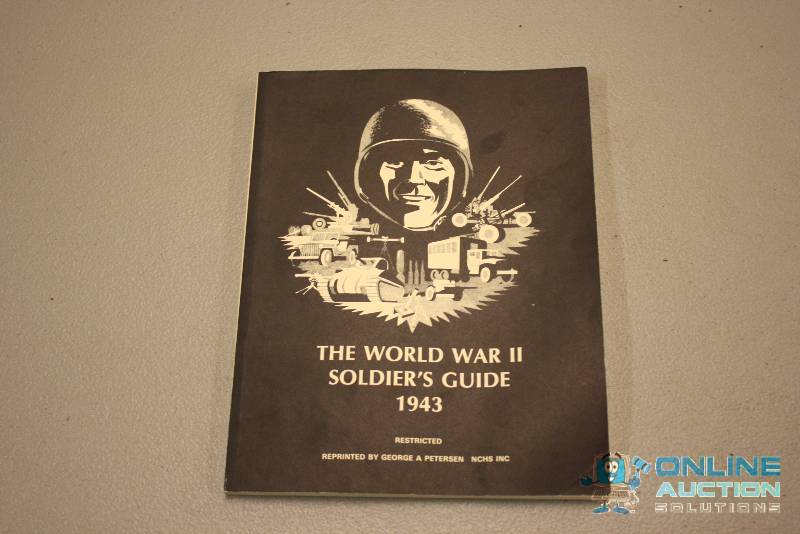 THE WORLD WAR II
SOLDIER'S GUIDE
1943
RESTRICTED
REPRINTED BY GEORGE A PETERSEN NCHS INC
ONLINE
AUCTION
SOLUTIONS